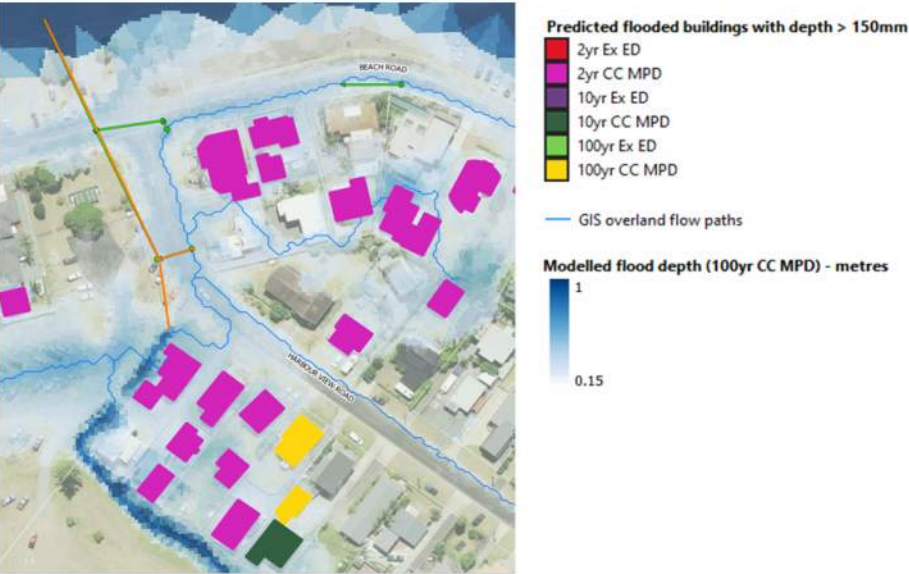 BEACH ROAD
HARBOUR VIEW ROAD
Predicted flooded buildings with depth > 150mm
2yr Ex ED
2yr CC MPD
10yr Ex ED
10yr CC MPD
100yr Ex ED
100yr CC MPD
GIS overland flow paths
Modelled flood depth (100yr CC MPD) - metres
1
0.15